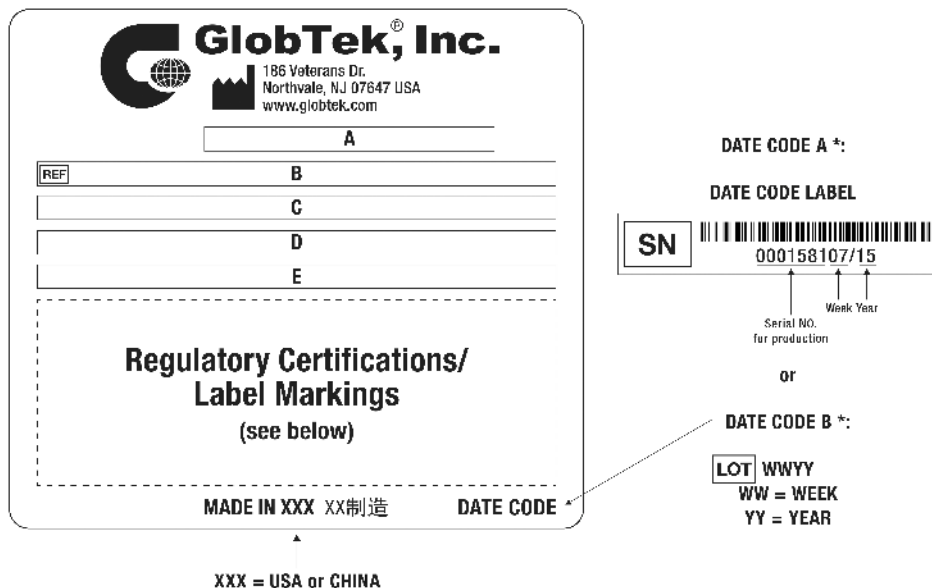 GlobTek,® Inc.
186 Veterans Dr.
Northvale, NJ 07647 USA
www.globtek.com
A
REF B
C
D
E
Regulatory Certifications/
Label Markings
(see below)
MADE IN XXX XX制造 DATE CODE
XXX = USA or CHINA
DATE CODE A *:
DATE CODE LABEL
SN
000158107/15
Week Year
Serial NO.
for production
or
DATE CODE B *:
LOT WWYY
WW = WEEK
YY = YEAR